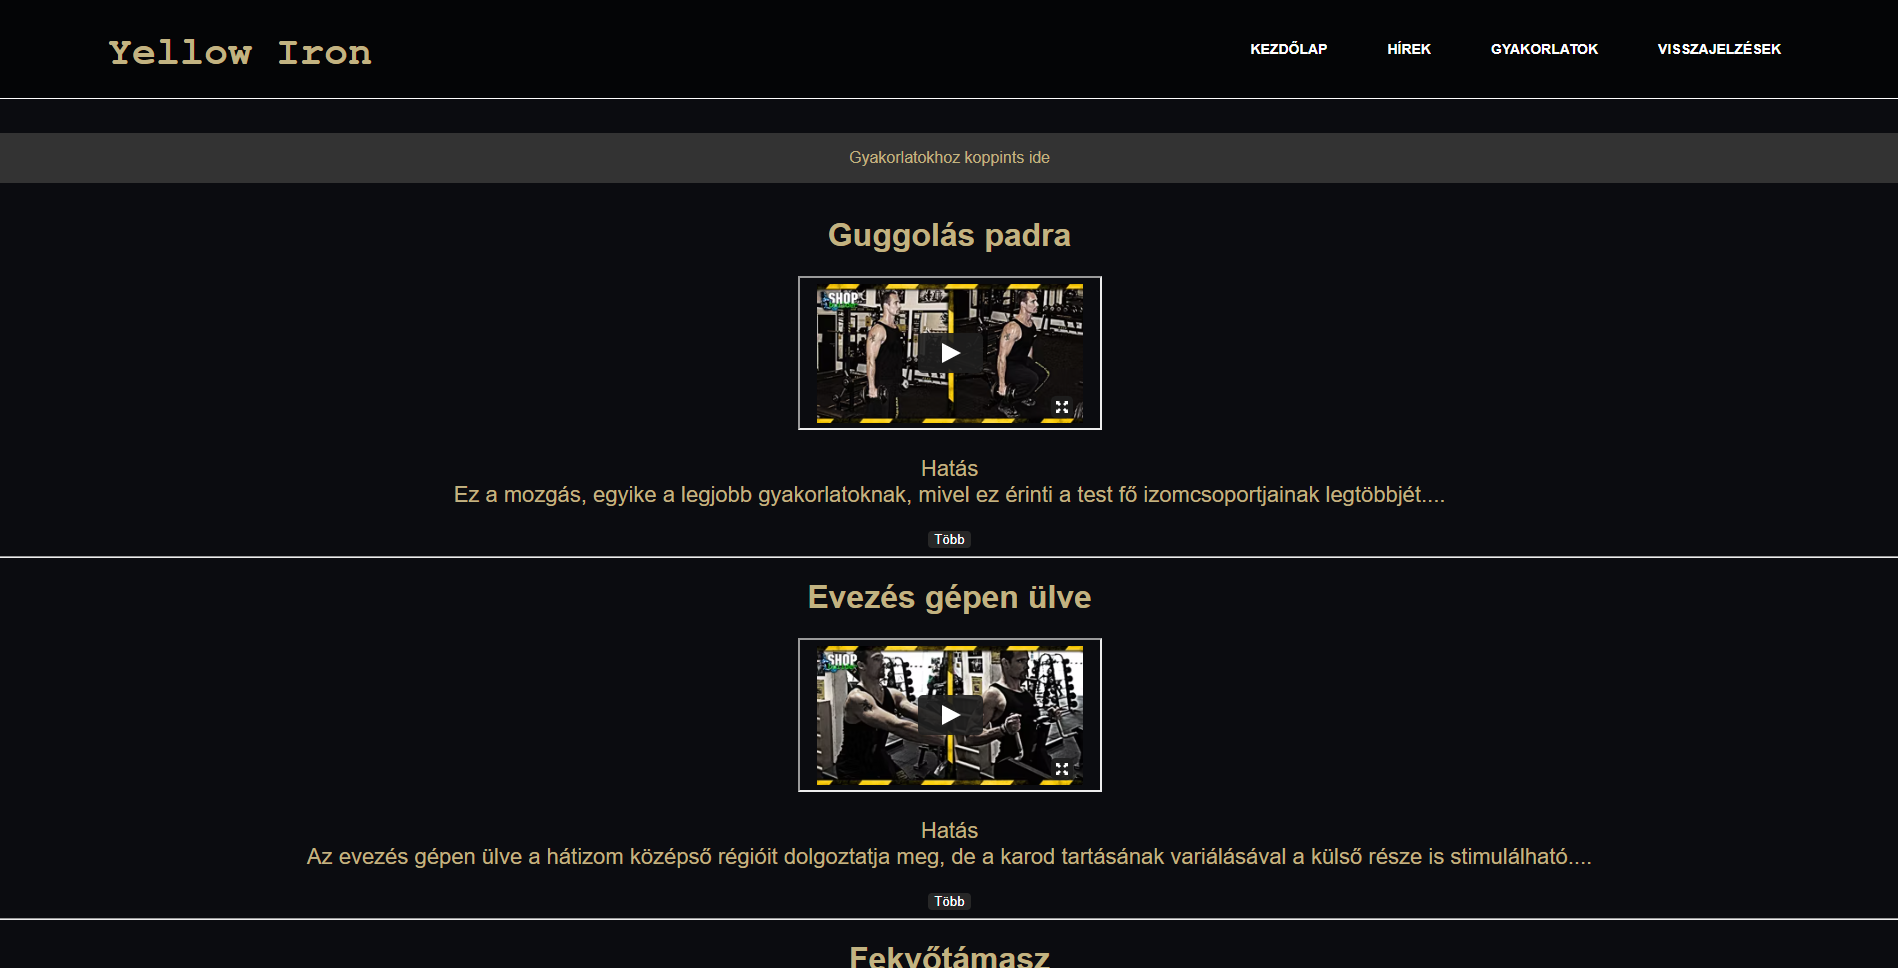 Yellow Iron
KEZDŐLAP HÍREK GYAKORLATOK VISSZAJELZÉSEK
Gyakorlatokhoz koppints ide
Guggolás padra
SHOP
Hatás
Ez a mozgás, egyike a legjobb gyakorlatoknak, mivel ez érinti a test fő izomcsoportjainak legtöbbjét....
Több
Evezés gépen ülve
SHOP
Hatás
Az evezés gépen ülve a hátizom középső régióit dolgoztatja meg, de a karod tartásának variálásával a külső része is stimulálható....
Több
Fekvőtámasz